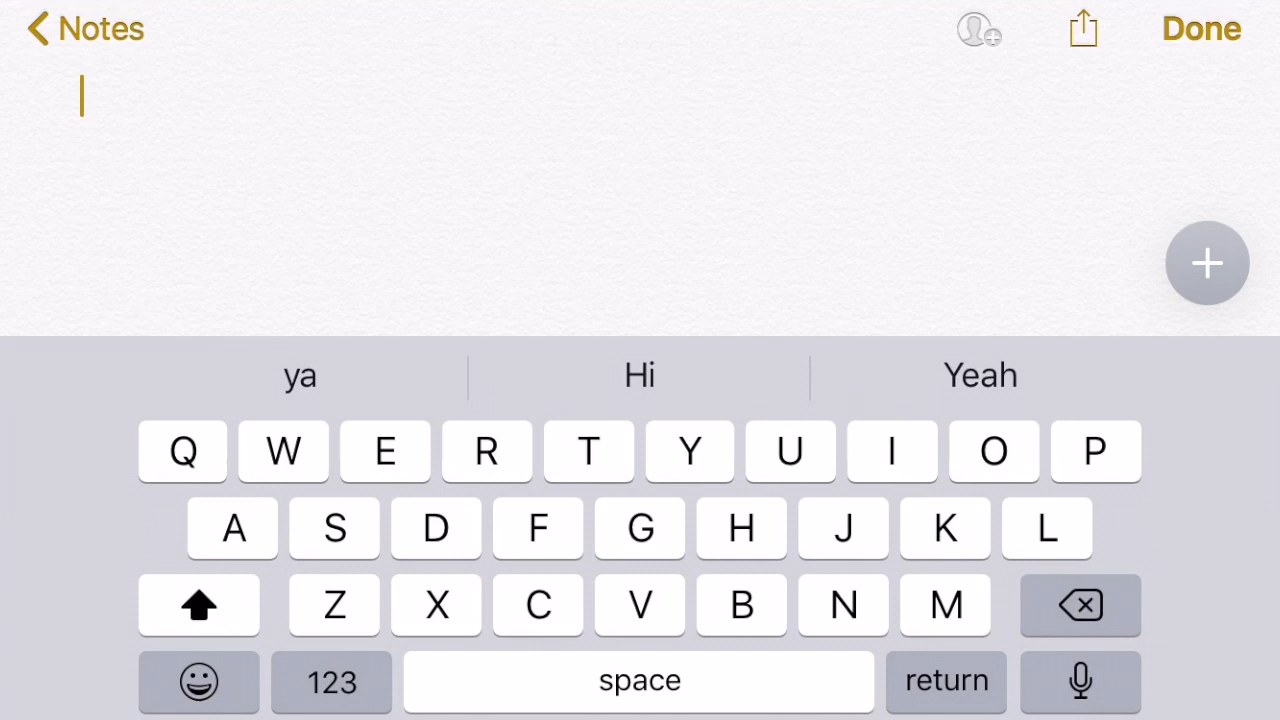 Notes Done
ya Hi Yeah
Q W E R T Y U I O P
A S D F G H J K L
Z X C V B N M
123 space return